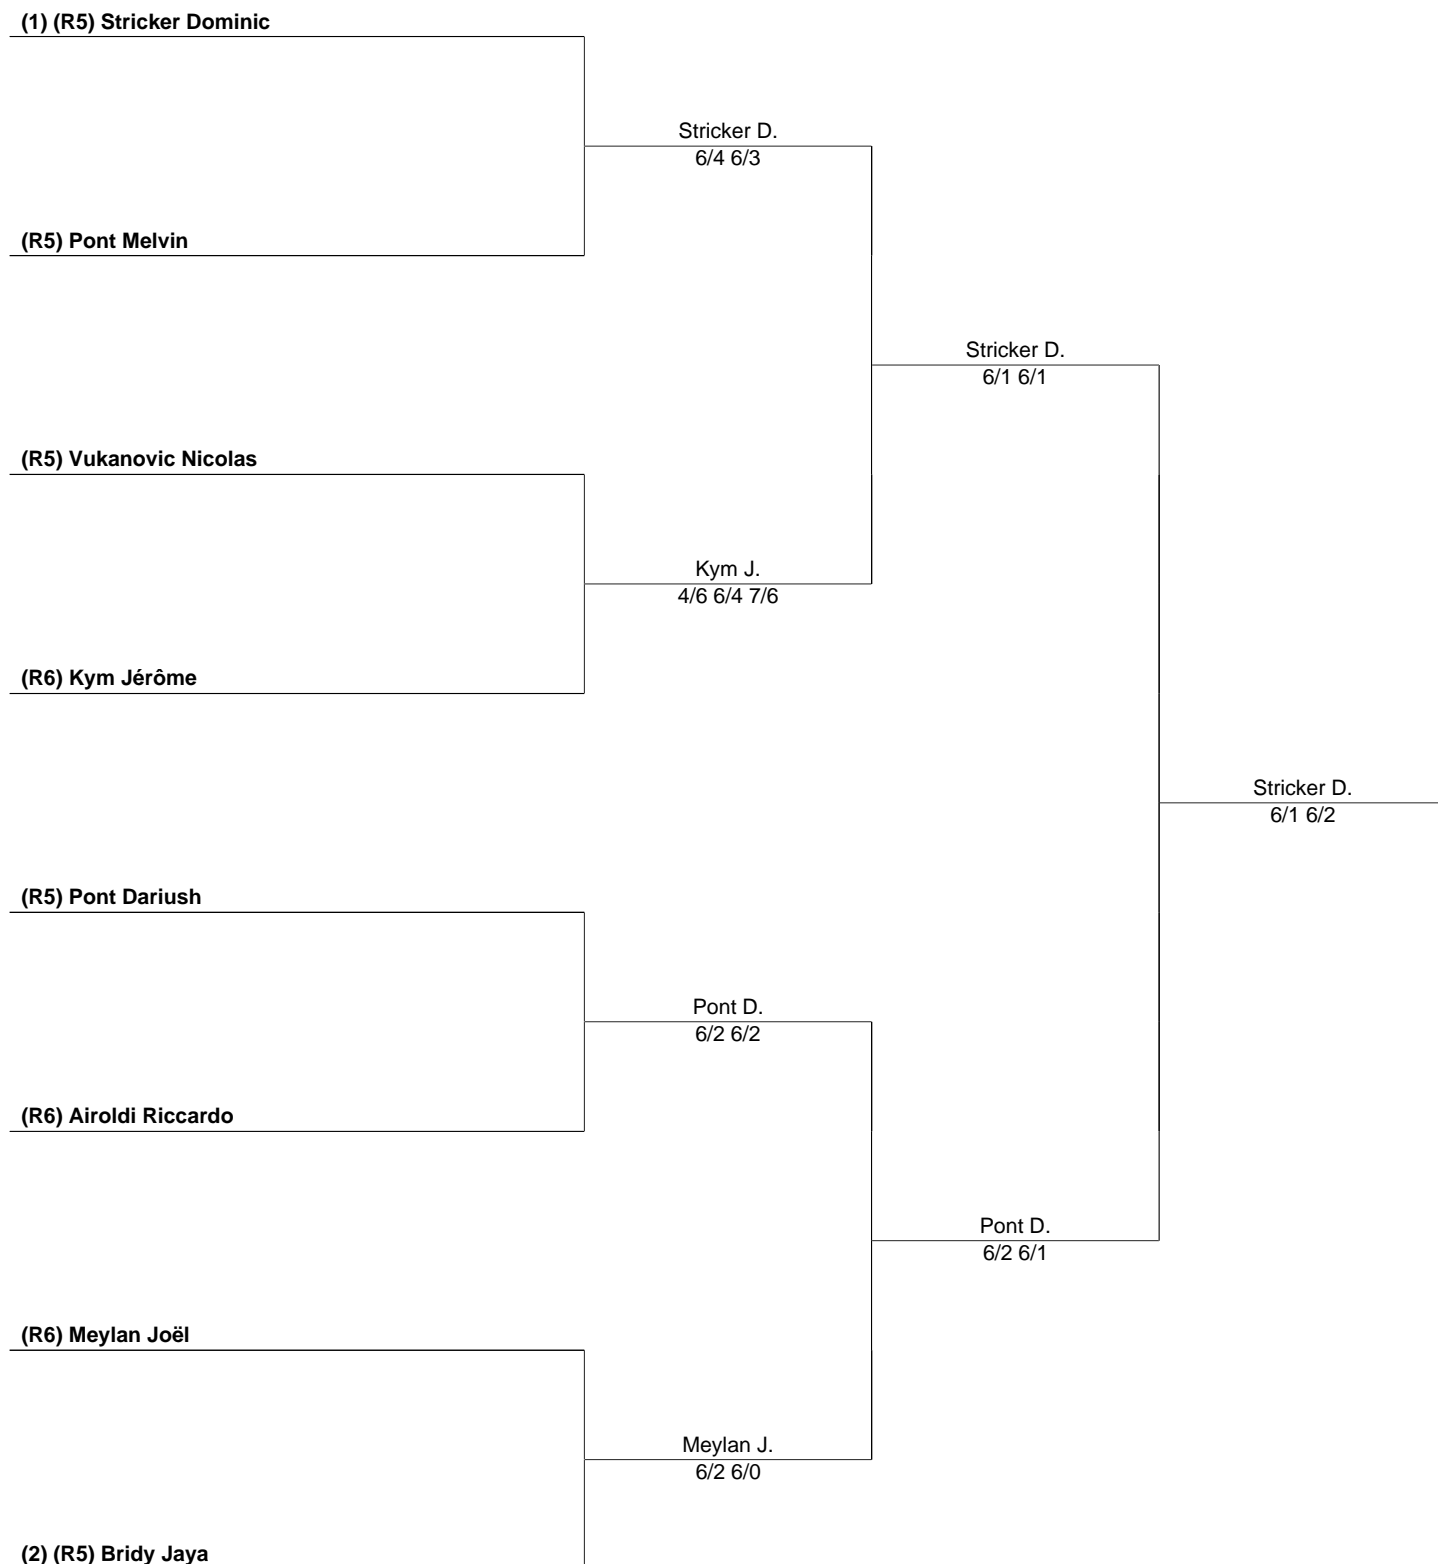 (1) (R5) Stricker Dominic
Stricker D.
6/4 6/3
(R5) Pont Melvin
Stricker D.
6/1 6/1
(R5) Vukanovic Nicolas
Kym J.
4/6 6/4 7/6
(R6) Kym Jérôme
Stricker D.
6/1 6/2
(R5) Pont Dariush
Pont D.
6/2 6/2
(R6) Airoldi Riccardo
Pont D.
6/2 6/1
(R6) Meylan Joël
Meylan J.
6/2 6/0
(2) (R5) Bridy Jaya